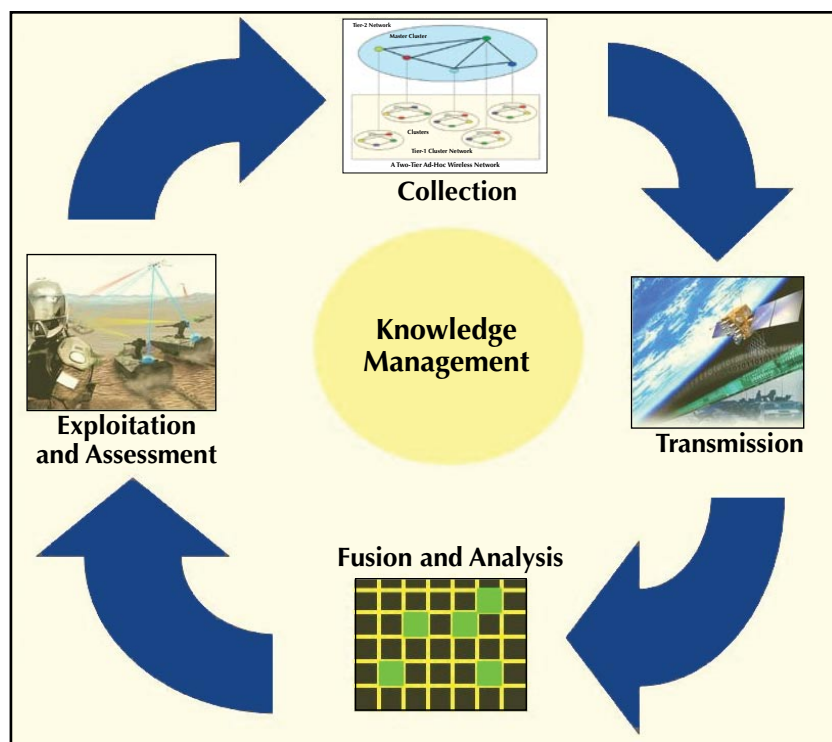 Tier-2 Network
Master Cluster
Clusters
Tier-1 Cluster Network
A Two-Tier Ad-Hoc Wireless Network
Collection
Knowledge
Management
Exploitation
and Assessment
Transmission
Fusion and Analysis